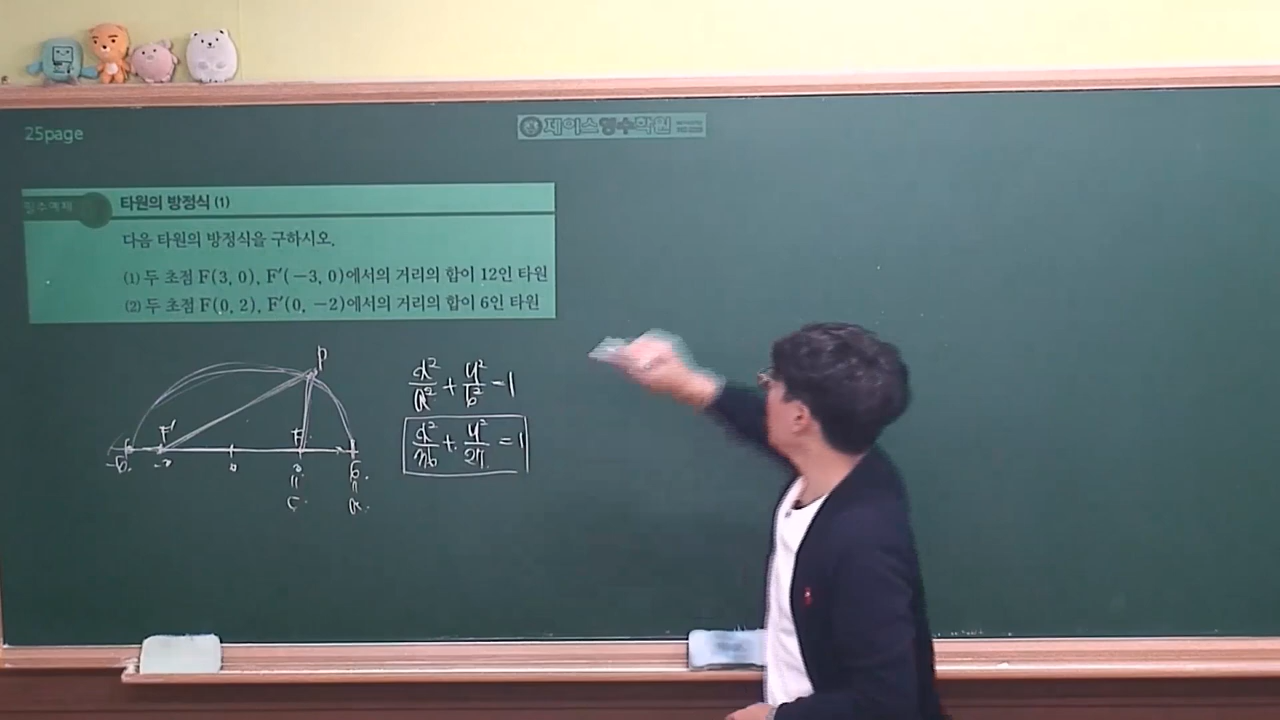 25page
제이스영수학원
필수예제
타원의 방정식 (1)
다음 타원의 방정식을 구하시오.
(1) 두 초점 F(3, 0), F′(−3, 0)에서의 거리의 합이 12인 타원
(2) 두 초점 F(0, 2), F′(0, −2)에서의 거리의 합이 6인 타원
P
F′ F
-6 -3 0 3 6
c a
x²/a² + y²/b² = 1
x²/36 + y²/27 = 1